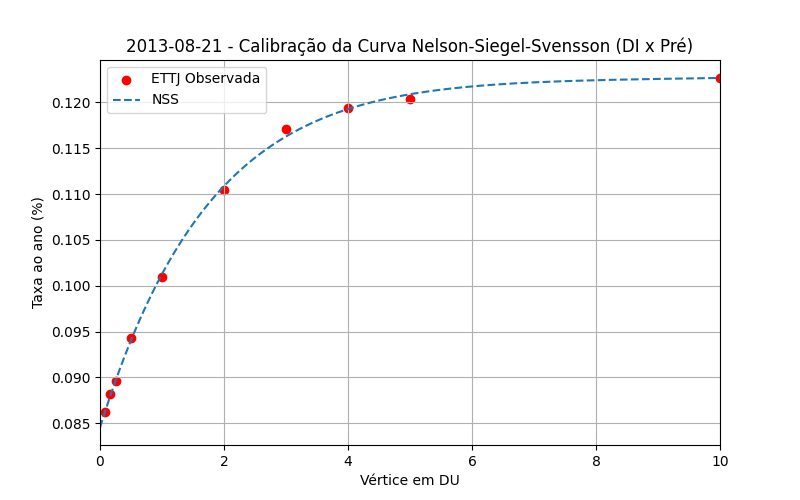 2013-08-21 - Calibração da Curva Nelson-Siegel-Svensson (DI x Pré)
ETTJ Observada
NSS
Taxa ao ano (%)
0.120
0.115
0.110
0.105
0.100
0.095
0.090
0.085
0 2 4 6 8 10
Vértice em DU